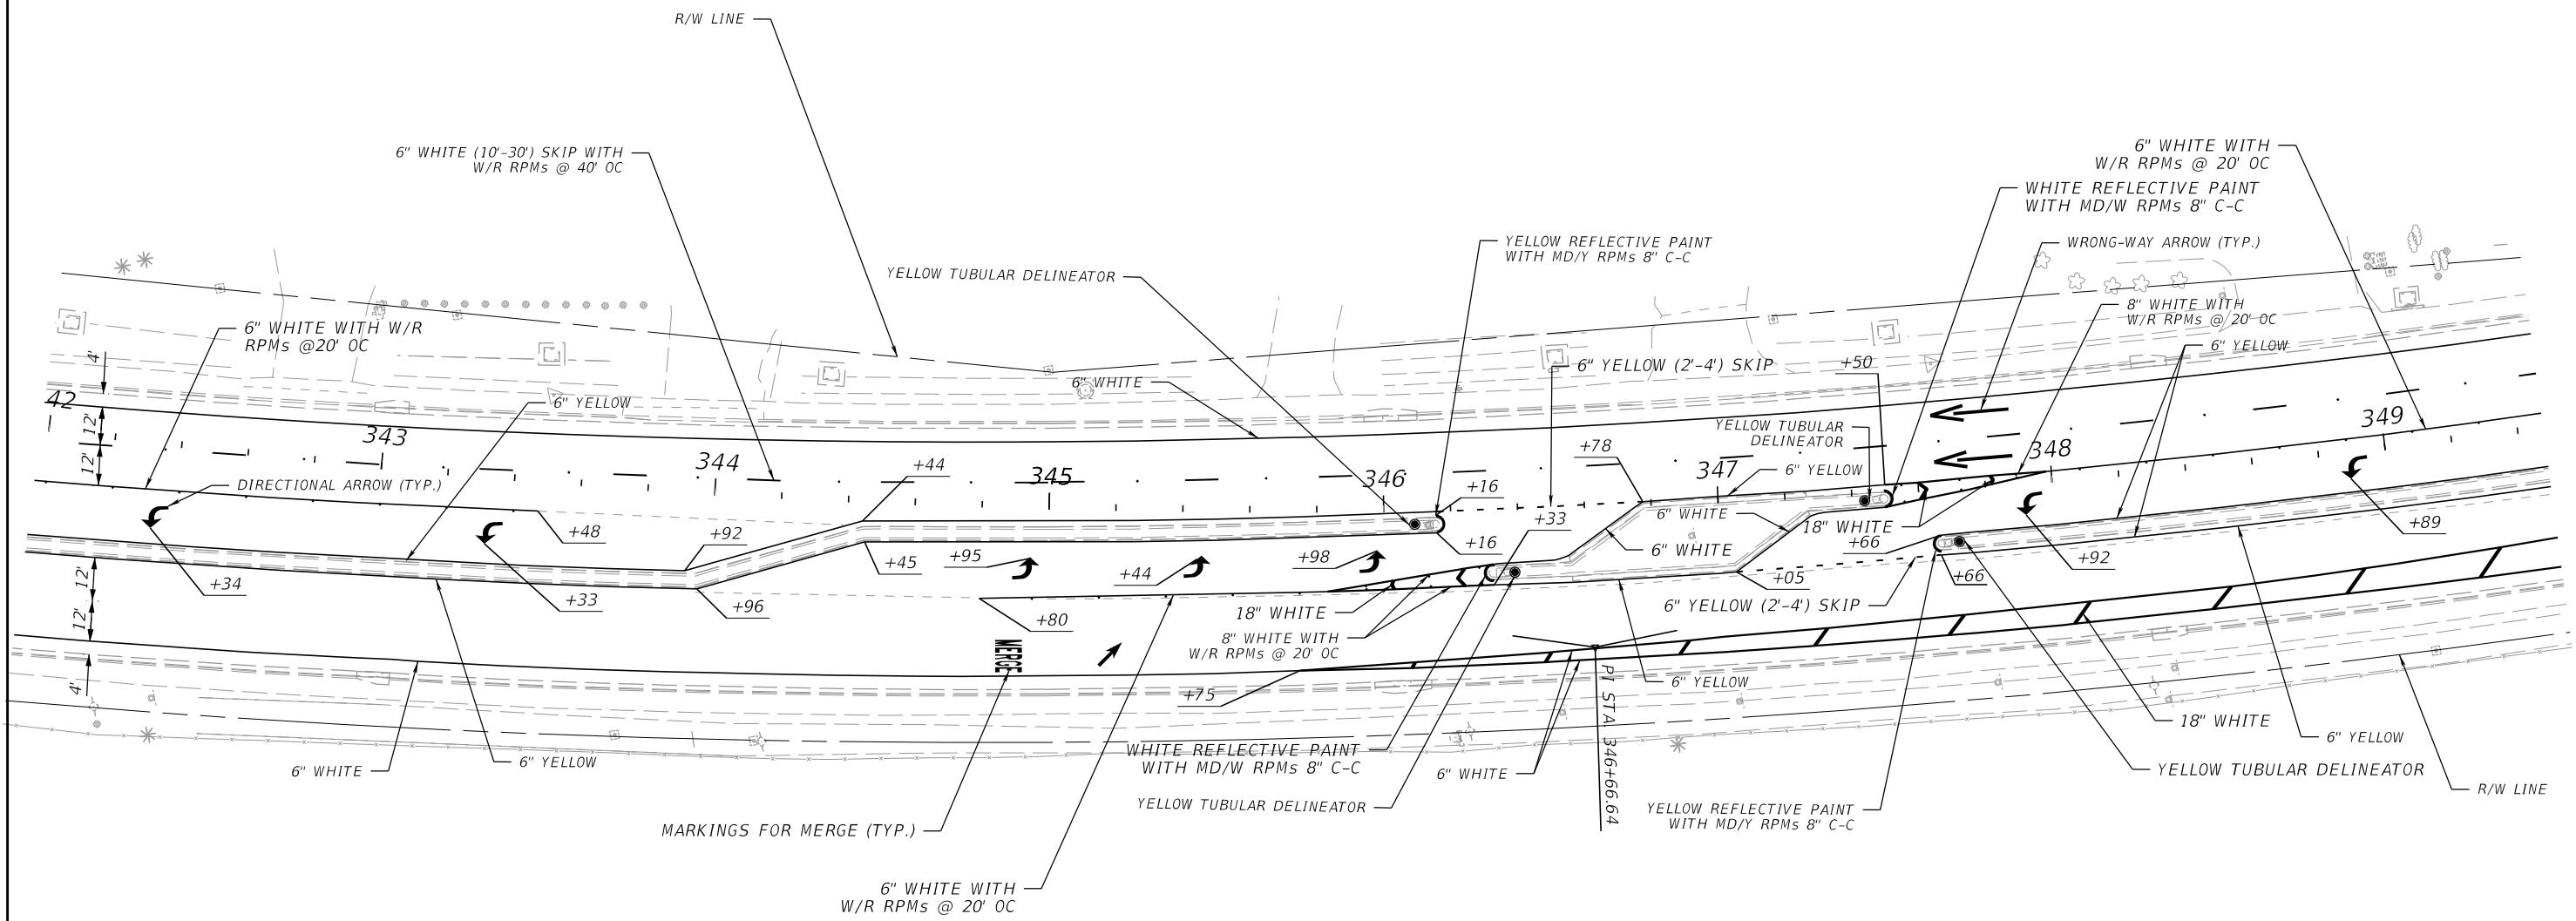 R/W LINE
6" WHITE (10'-30') SKIP WITH
W/R RPMs @ 40' OC
6" WHITE WITH
W/R RPMs @ 20' OC
WHITE REFLECTIVE PAINT
WITH MD/W RPMs 8" C-C
YELLOW REFLECTIVE PAINT
WITH MD/Y RPMs 8" C-C
WRONG-WAY ARROW (TYP.)
YELLOW TUBULAR DELINEATOR
8" WHITE WITH
W/R RPMs @ 20' OC
6" WHITE WITH W/R
RPMs @20' OC
6" YELLOW
4'
6" YELLOW (2'-4') SKIP
+50
6" WHITE
42
6" YELLOW
12'
343
344
345
346
347
348
349
YELLOW TUBULAR
DELINEATOR
+78
6" YELLOW
12'
DIRECTIONAL ARROW (TYP.)
+44
+16
+33
6" WHITE
18" WHITE
+48
+92
+16
6" WHITE
+66
+89
+34
+33
+45
+95
+44
+98
+05
+66
+92
12'
+96
+80
18" WHITE
6" YELLOW (2'-4') SKIP
12'
8" WHITE WITH
W/R RPMs @ 20' OC
MERGE
4'
+75
6" YELLOW
PI STA. 346+66.64
18" WHITE
6" YELLOW
6" WHITE
6" YELLOW
WHITE REFLECTIVE PAINT
WITH MD/W RPMs 8" C-C
6" WHITE
YELLOW TUBULAR DELINEATOR
R/W LINE
YELLOW TUBULAR DELINEATOR
YELLOW REFLECTIVE PAINT
WITH MD/Y RPMs 8" C-C
MARKINGS FOR MERGE (TYP.)
6" WHITE WITH
W/R RPMs @ 20' OC